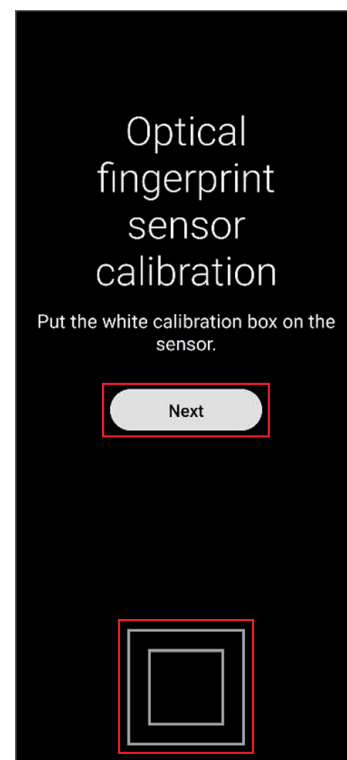 Optical
fingerprint
sensor
calibration
Put the white calibration box on the
sensor.
Next